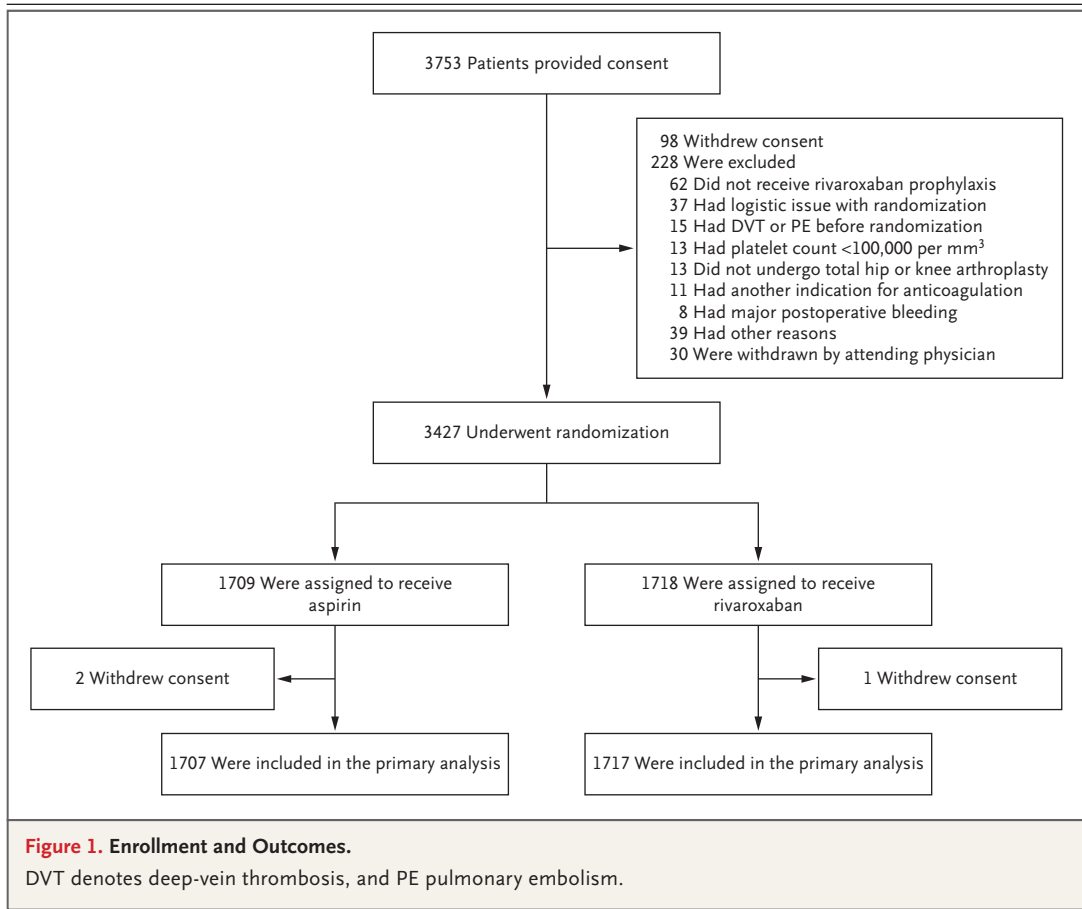 3753 Patients provided consent
98 Withdrew consent
228 Were excluded
62 Did not receive rivaroxaban prophylaxis
37 Had logistic issue with randomization
15 Had DVT or PE before randomization
13 Had platelet count <100,000 per mm³
13 Did not undergo total hip or knee arthroplasty
11 Had another indication for anticoagulation
8 Had major postoperative bleeding
39 Had other reasons
30 Were withdrawn by attending physician
3427 Underwent randomization
1709 Were assigned to receive
aspirin
1718 Were assigned to receive
rivaroxaban
2 Withdrew consent
1 Withdrew consent
1707 Were included in the primary analysis
1717 Were included in the primary analysis
Figure 1. Enrollment and Outcomes.
DVT denotes deep-vein thrombosis, and PE pulmonary embolism.